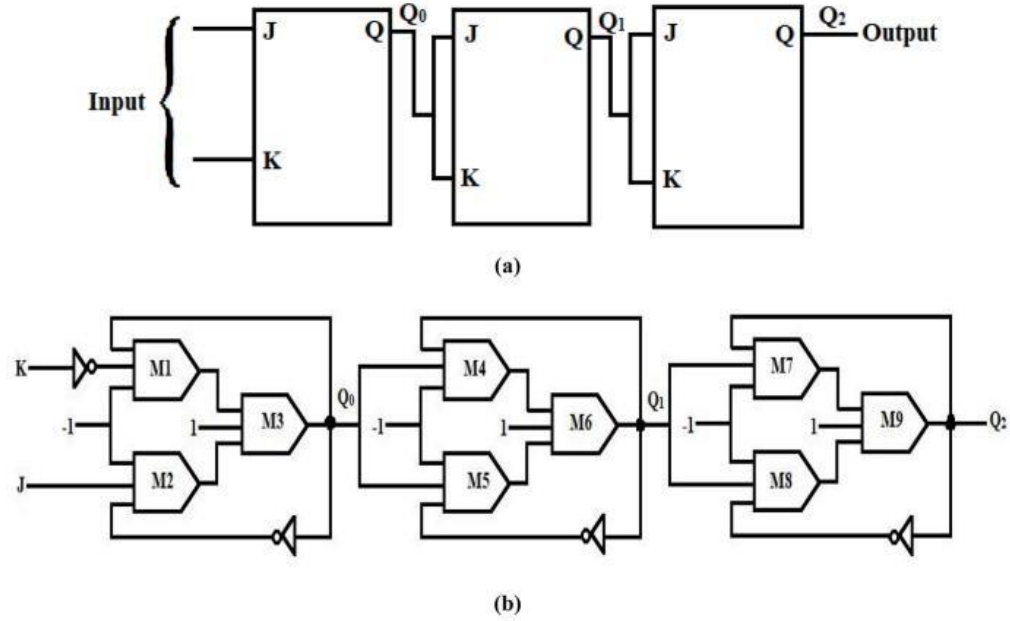 Q0 Q1 Q2
J Q J Q J Q Output
Input
K K K
(a)
M1 M4 M7
K
Q0 Q1
-1 1 M3 -1 1 M6 -1 1 M9 Q2
J M2 M5 M8
(b)